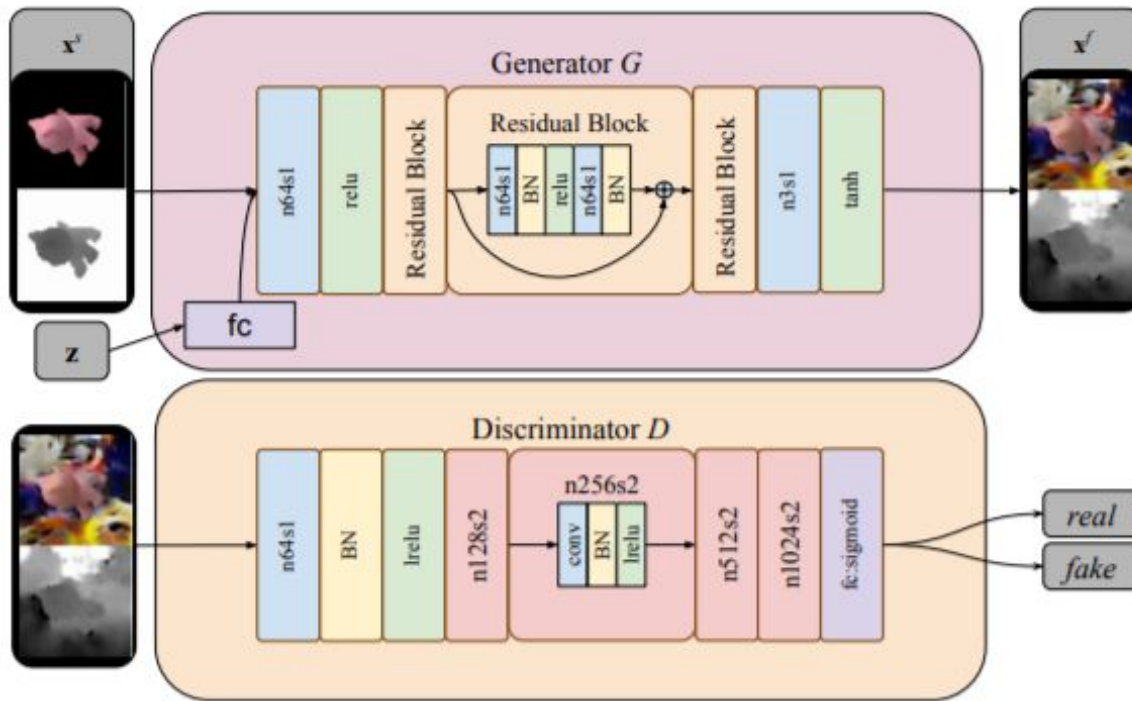 x^s
x^f
Generator G
Residual Block
n64s1
relu
Residual Block
n64s1
BN
relu
n64s1
BN
Residual Block
n3s1
tanh
fc
z
Discriminator D
n64s1
BN
lrelu
n128s2
n256s2
conv
BN
lrelu
n512s2
n1024s2
fc:sigmoid
real
fake